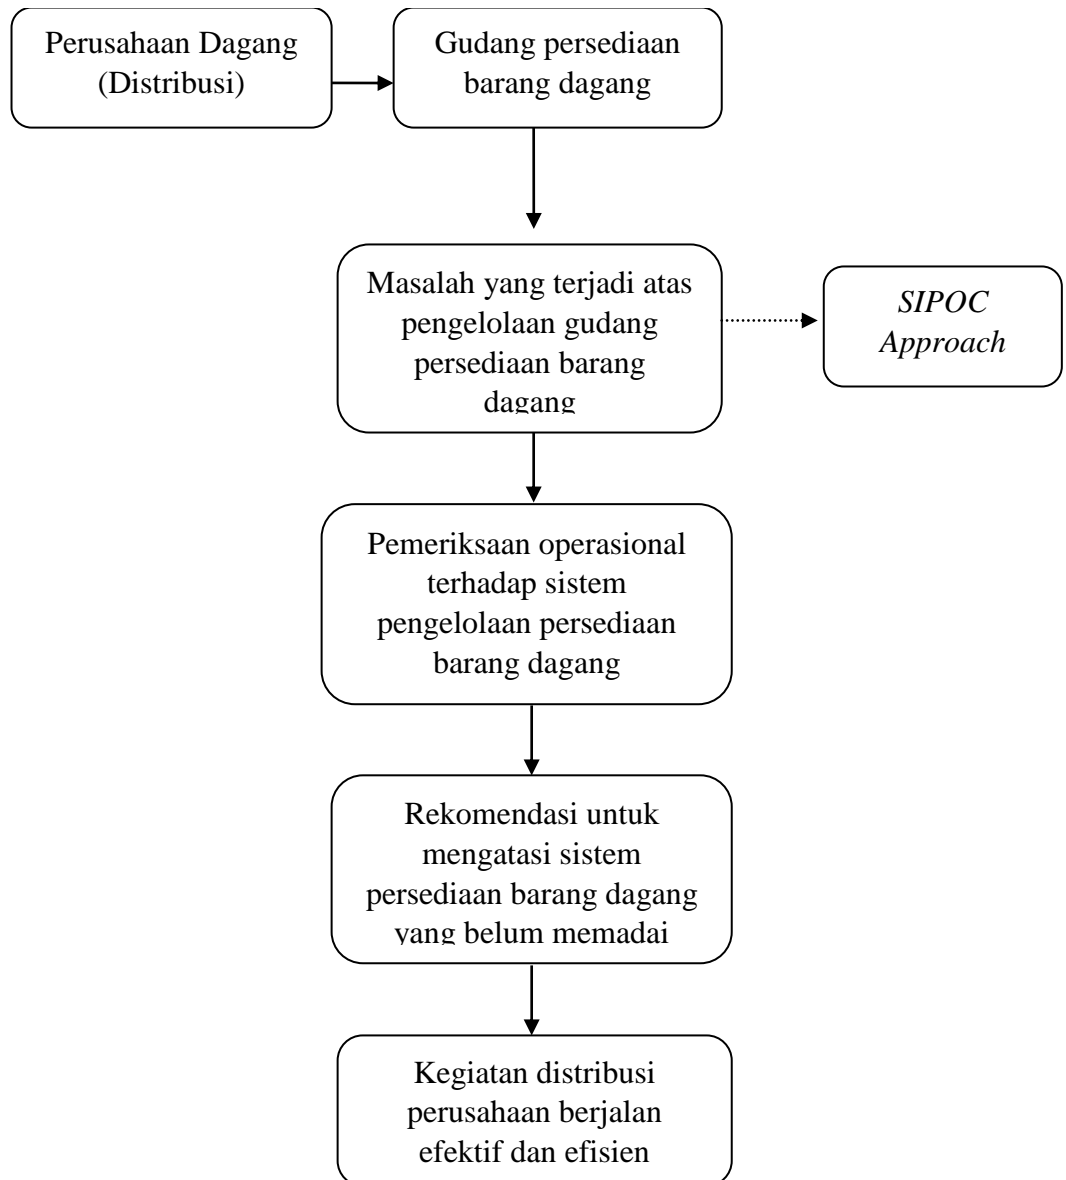 Perusahaan Dagang
(Distribusi)
Gudang persediaan
barang dagang
Masalah yang terjadi atas
pengelolaan gudang
persediaan barang
dagang
SIPOC
Approach
Pemeriksaan operasional
terhadap sistem
pengelolaan persediaan
barang dagang
Rekomendasi untuk
mengatasi sistem
persediaan barang dagang
yang belum memadai
Kegiatan distribusi
perusahaan berjalan
efektif dan efisien